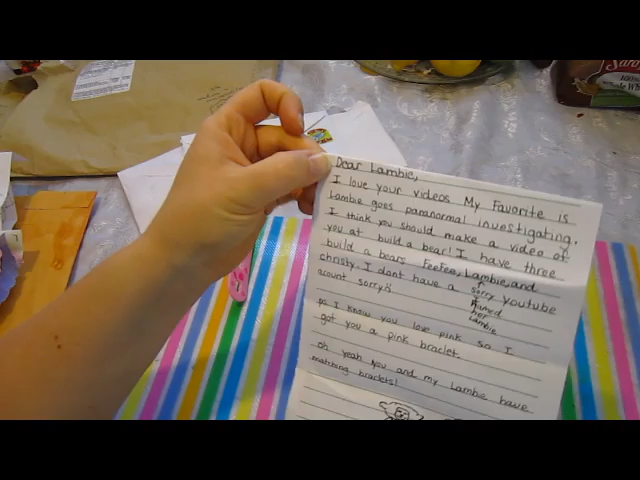 Dear Lambie,
I love your videos. My Favorite is
Lambie goes paranormal investigating.
I think you should make a video of
you at build a bear! I have three
build a bears. FeeFee, Lambie, and
christy. I dont have a youtube
acount sorry!
↑
sorry
Named
her
Lambie
ps I know you love pink so I
got you a pink braclet
oh yeah you and my Lambie have
matching braclets!